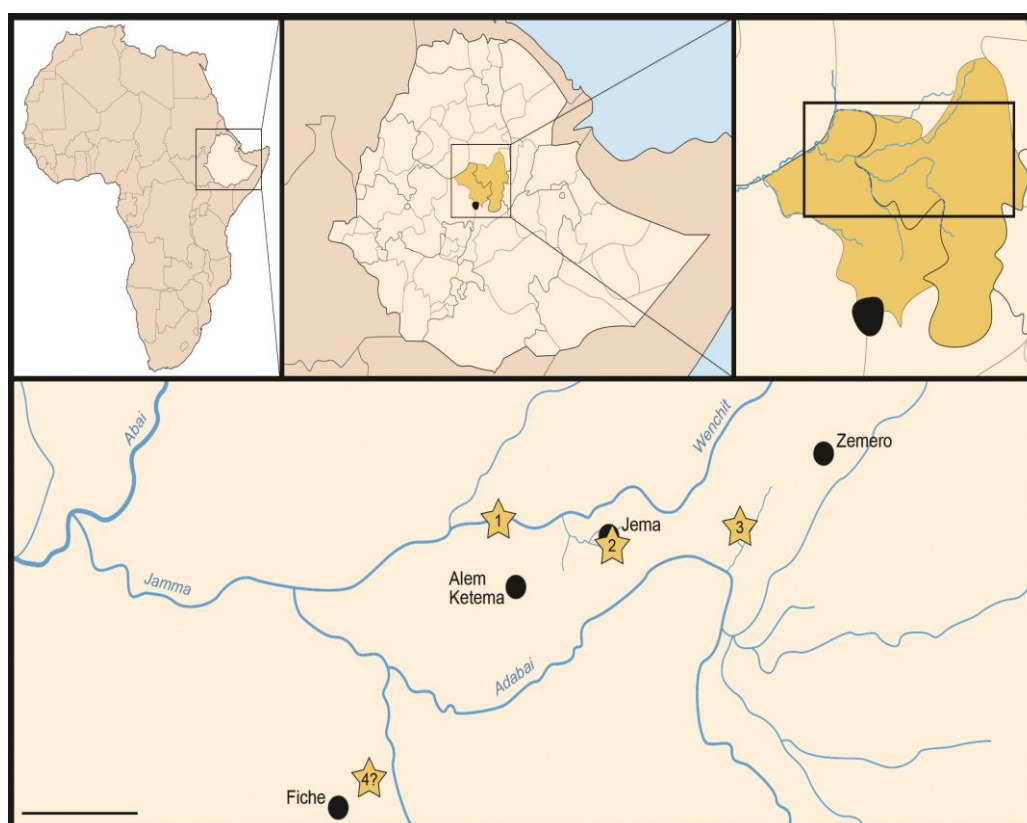 Abai
Wenchit
Zemero
1
Jema
3
2
Jamma
Alem
Ketema
Adabai
4?
Fiche